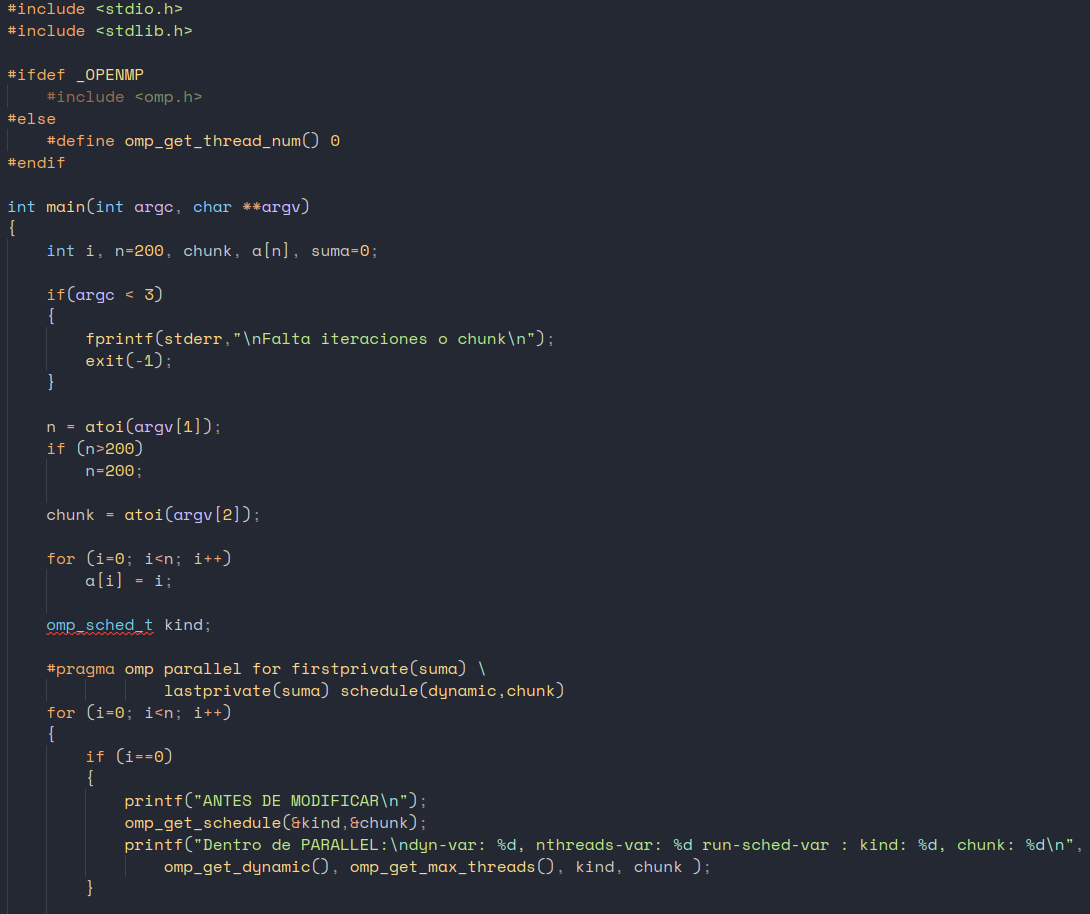 #include <stdio.h>
#include <stdlib.h>

#ifdef _OPENMP
    #include <omp.h>
#else
    #define omp_get_thread_num() 0
#endif

int main(int argc, char **argv)
{
    int i, n=200, chunk, a[n], suma=0;

    if(argc < 3)
    {
        fprintf(stderr,"\nFalta iteraciones o chunk\n");
        exit(-1);
    }

    n = atoi(argv[1]);
    if (n>200)
        n=200;

    chunk = atoi(argv[2]);

    for (i=0; i<n; i++)
        a[i] = i;

    omp_sched_t kind;

    #pragma omp parallel for firstprivate(suma) \
                lastprivate(suma) schedule(dynamic,chunk)
    for (i=0; i<n; i++)
    {
        if (i==0)
        {
            printf("ANTES DE MODIFICAR\n");
            omp_get_schedule(&kind,&chunk);
            printf("Dentro de PARALLEL:\ndyn-var: %d, nthreads-var: %d run-sched-var : kind: %d, chunk: %d\n",
                omp_get_dynamic(), omp_get_max_threads(), kind, chunk );
        }